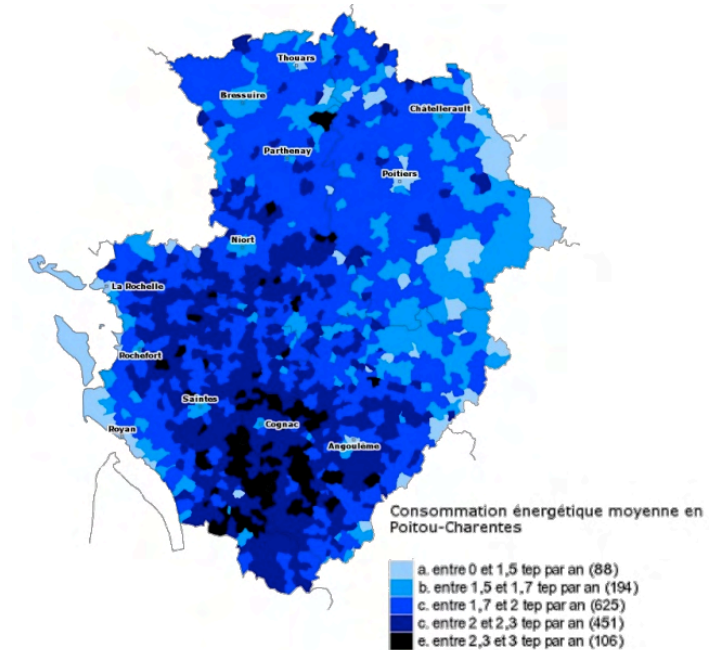 Thouars
Bressuire
Châtellerault
Parthenay
Poitiers
Niort
La Rochelle
Rochefort
Saintes
Cognac
Royan
Angoulême
Consommation énergétique moyenne en
Poitou-Charentes
a. entre 0 et 1,5 tep par an (88)
b. entre 1,5 et 1,7 tep par an (194)
c. entre 1,7 et 2 tep par an (625)
c. entre 2 et 2,3 tep par an (451)
e. entre 2,3 et 3 tep par an (106)